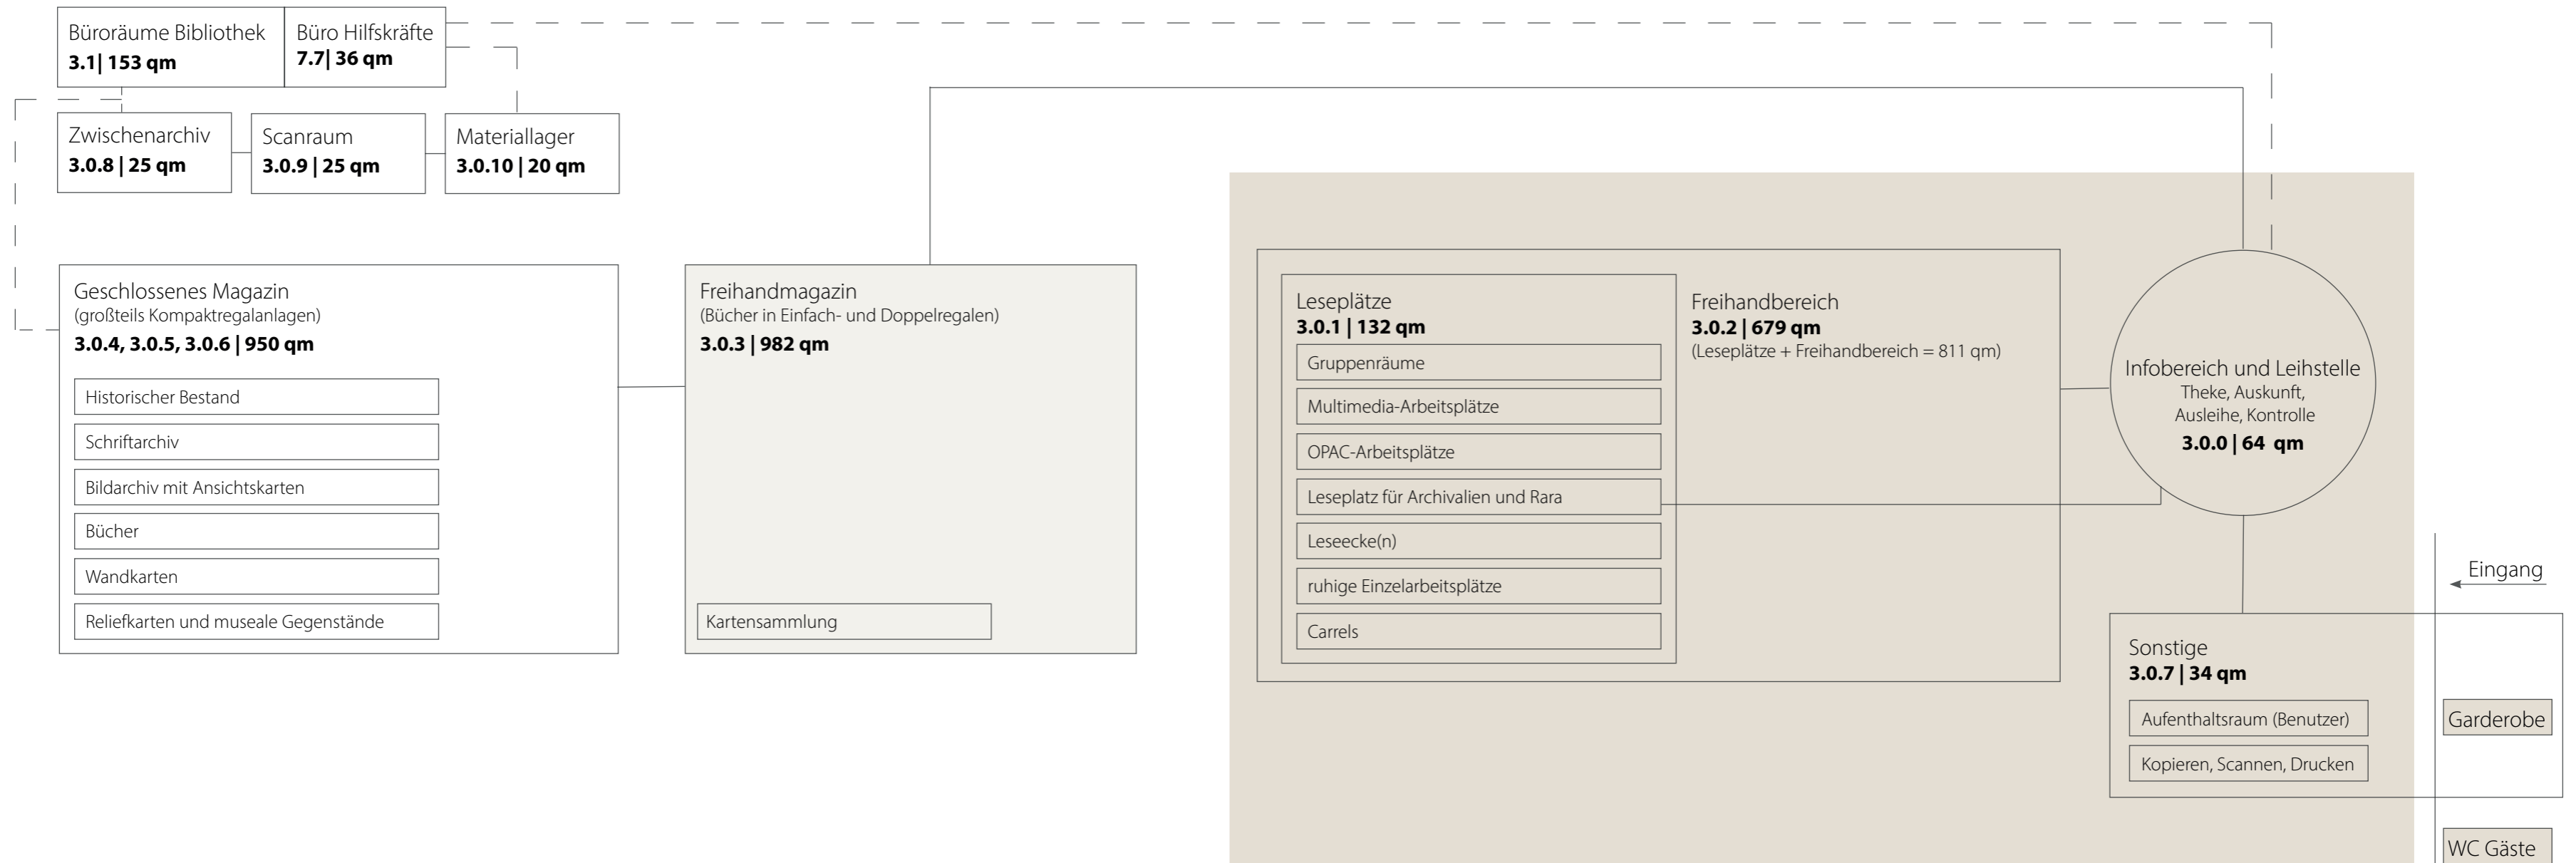 Büroräume Bibliothek
3.1| 153 qm
Büro Hilfskräfte
7.7| 36 qm
Zwischenarchiv
3.0.8 | 25 qm
Scanraum
3.0.9 | 25 qm
Materiallager
3.0.10 | 20 qm
Geschlossenes Magazin
(großteils Kompaktregalanlagen)
3.0.4, 3.0.5, 3.0.6 | 950 qm
Historischer Bestand
Schriftarchiv
Bildarchiv mit Ansichtskarten
Bücher
Wandkarten
Reliefkarten und museale Gegenstände
Freihandmagazin
(Bücher in Einfach- und Doppelregalen)
3.0.3 | 982 qm
Kartensammlung
Leseplätze
3.0.1 | 132 qm
Gruppenräume
Multimedia-Arbeitsplätze
OPAC-Arbeitsplätze
Leseplatz für Archivalien und Rara
Leseecke(n)
ruhige Einzelarbeitsplätze
Carrels
Freihandbereich
3.0.2 | 679 qm
(Leseplätze + Freihandbereich = 811 qm)
Infobereich und Leihstelle
Theke, Auskunft,
Ausleihe, Kontrolle
3.0.0 | 64 qm
Eingang
Sonstige
3.0.7 | 34 qm
Aufenthaltsraum (Benutzer)
Kopieren, Scannen, Drucken
Garderobe
WC Gäste